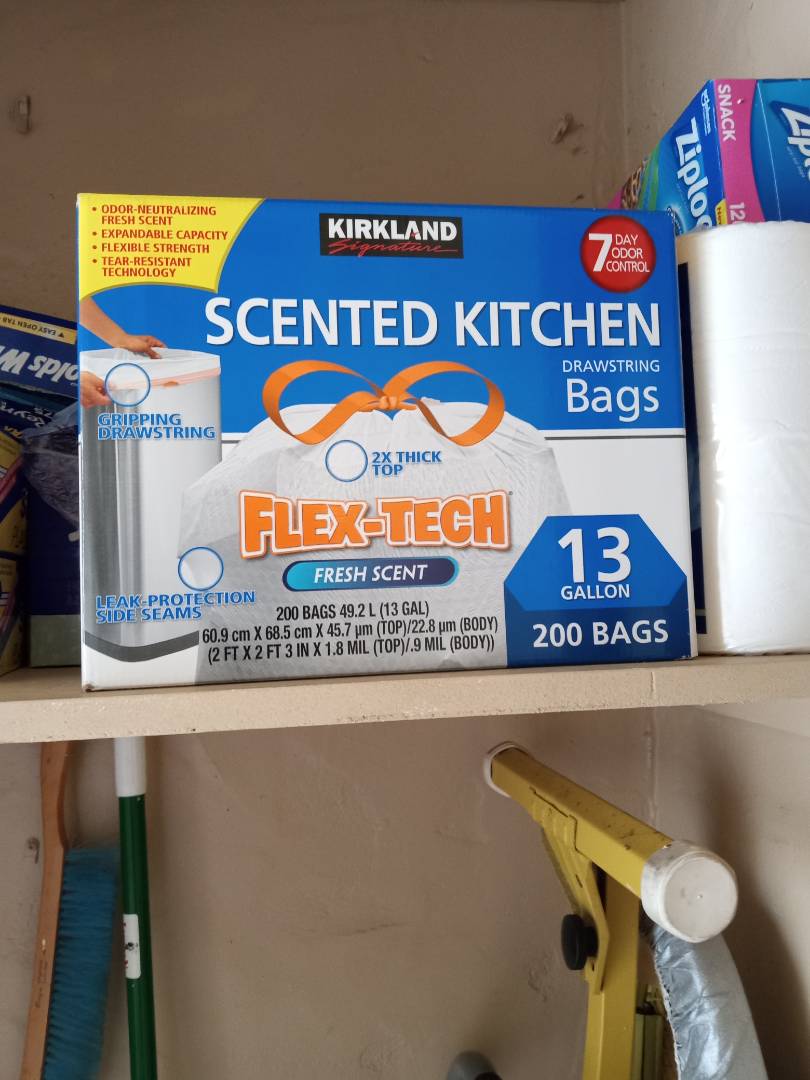 • ODOR-NEUTRALIZING
FRESH SCENT
• EXPANDABLE CAPACITY
• FLEXIBLE STRENGTH
• TEAR-RESISTANT
TECHNOLOGY
KIRKLAND
Signature
7 DAY
ODOR
CONTROL
SCENTED KITCHEN
DRAWSTRING
Bags
GRIPPING
DRAWSTRING
2X THICK
TOP
FLEX-TECH®
FRESH SCENT
LEAK-PROTECTION
SIDE SEAMS
200 BAGS 49.2 L (13 GAL)
60.9 cm X 68.5 cm X 45.7 µm (TOP)/22.8 µm (BODY)
(2 FT X 2 FT 3 IN X 1.8 MIL (TOP)/.9 MIL (BODY))
13
GALLON
200 BAGS
SNACK
Ziploc
EASY OPEN TAB